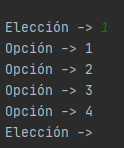 Elección -> 1
Opción -> 1
Opción -> 2
Opción -> 3
Opción -> 4
Elección ->